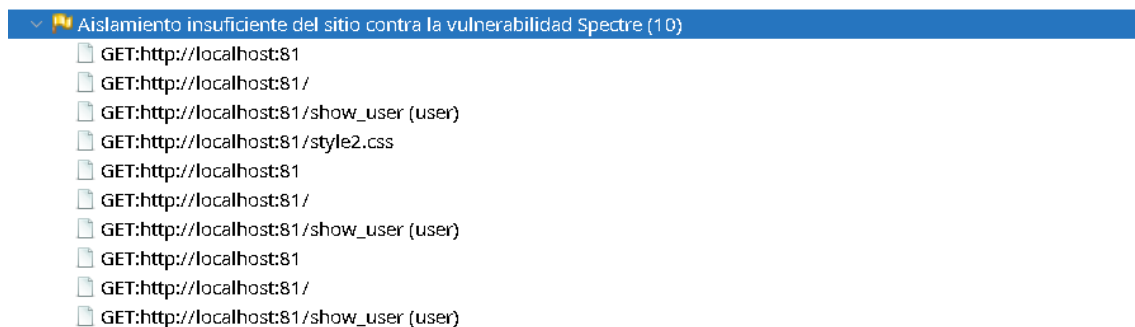 Aislamiento insuficiente del sitio contra la vulnerabilidad Spectre (10)
GET:http://localhost:81
GET:http://localhost:81/
GET:http://localhost:81/show_user (user)
GET:http://localhost:81/style2.css
GET:http://localhost:81
GET:http://localhost:81/
GET:http://localhost:81/show_user (user)
GET:http://localhost:81
GET:http://localhost:81/
GET:http://localhost:81/show_user (user)